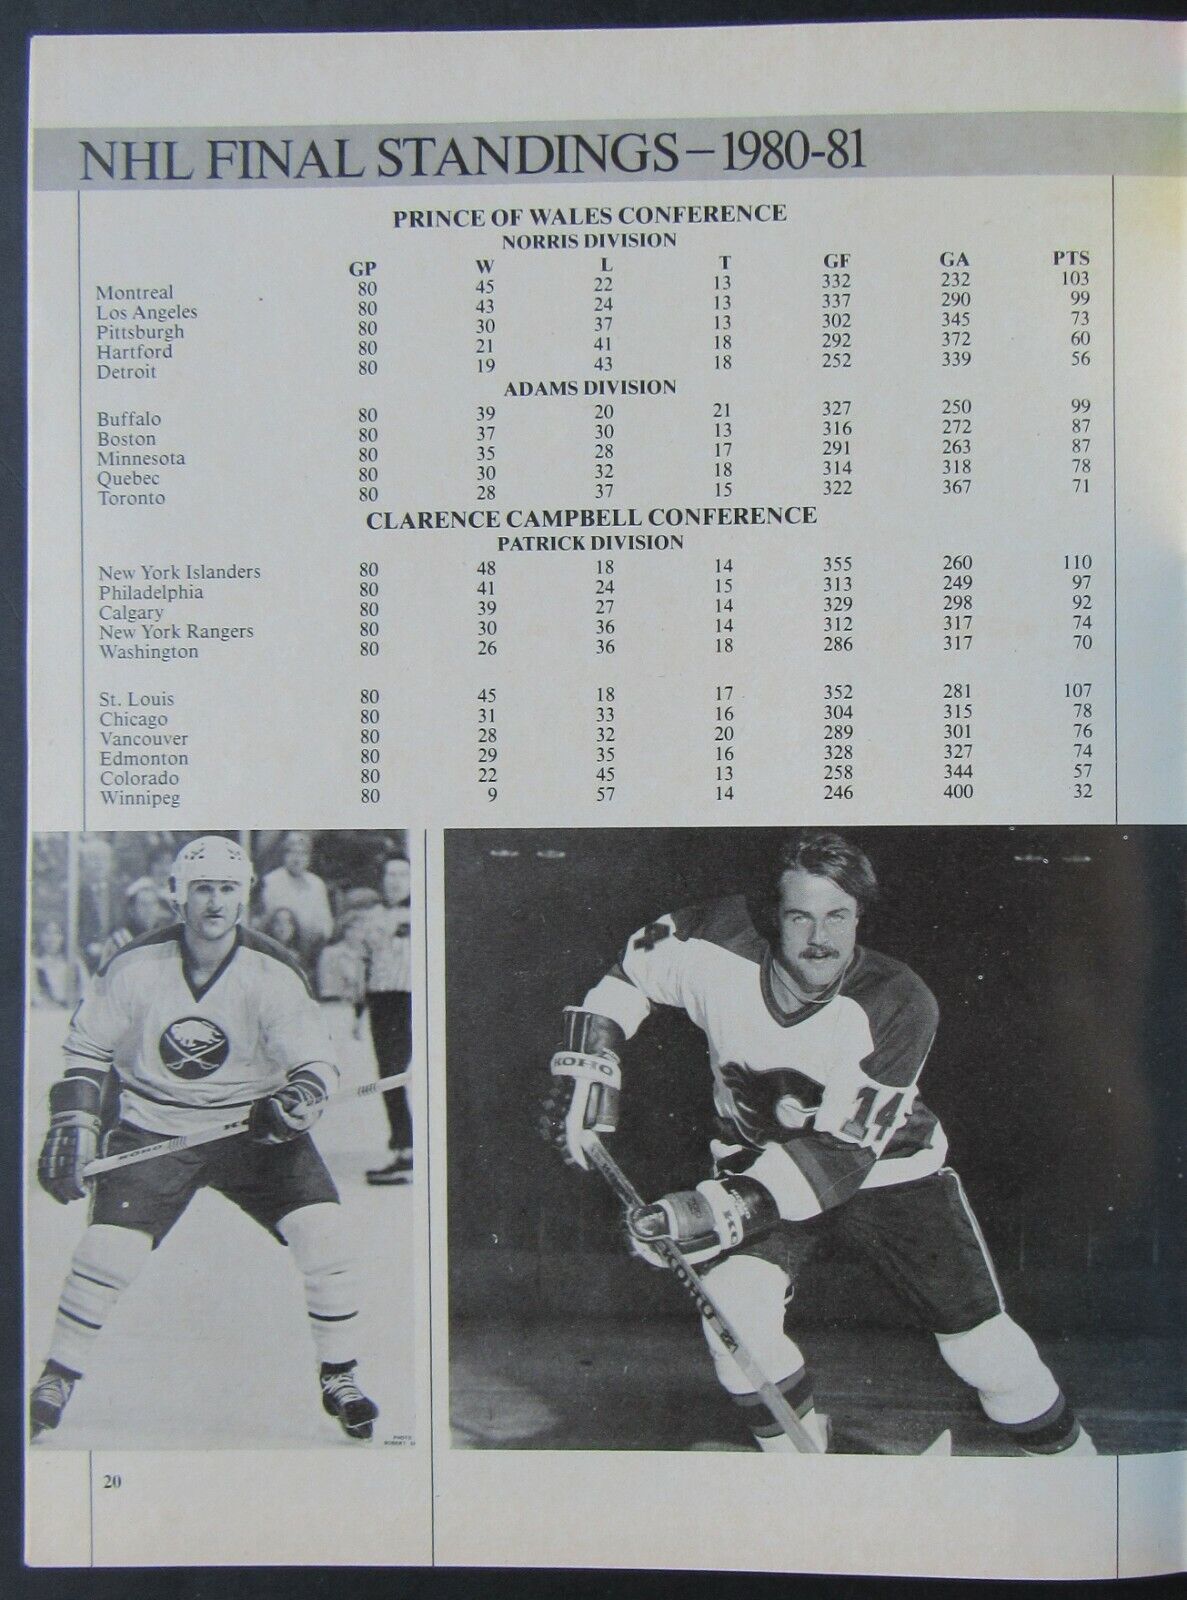 NHL FINAL STANDINGS–1980-81
PRINCE OF WALES CONFERENCE
NORRIS DIVISION
GP W L T GF GA PTS
Montreal 80 45 22 13 332 232 103
Los Angeles 80 43 24 13 337 290 99
Pittsburgh 80 30 37 13 302 345 73
Hartford 80 21 41 18 292 372 60
Detroit 80 19 43 18 252 339 56
ADAMS DIVISION
Buffalo 80 39 20 21 327 250 99
Boston 80 37 30 13 316 272 87
Minnesota 80 35 28 17 291 263 87
Quebec 80 30 32 18 314 318 78
Toronto 80 28 37 15 322 367 71
CLARENCE CAMPBELL CONFERENCE
PATRICK DIVISION
New York Islanders 80 48 18 14 355 260 110
Philadelphia 80 41 24 15 313 249 97
Calgary 80 39 27 14 329 298 92
New York Rangers 80 30 36 14 312 317 74
Washington 80 26 36 18 286 317 70
St. Louis 80 45 18 17 352 281 107
Chicago 80 31 33 16 304 315 78
Vancouver 80 28 32 20 289 301 76
Edmonton 80 29 35 16 328 327 74
Colorado 80 22 45 13 258 344 57
Winnipeg 80 9 57 14 246 400 32
KOHO
PHOTO
ROBERT
4
KOHO
14
KOHO
20